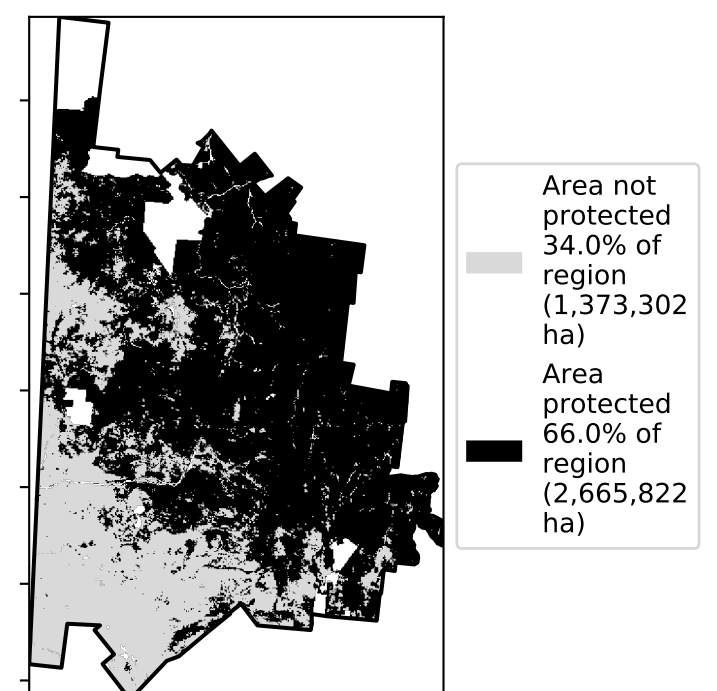 Area not
protected
34.0% of
region
(1,373,302
ha)
Area
protected
66.0% of
region
(2,665,822
ha)